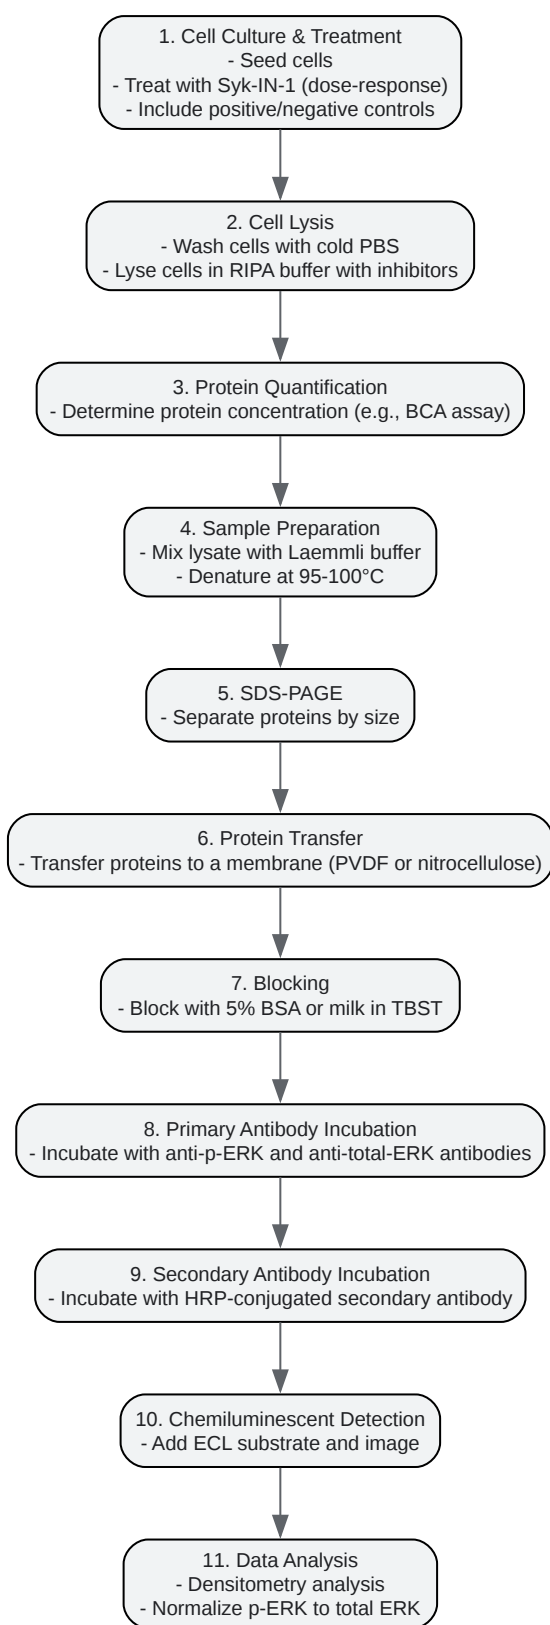 1. Cell Culture & Treatment
- Seed cells
- Treat with Syk-IN-1 (dose-response)
- Include positive/negative controls
2. Cell Lysis
- Wash cells with cold PBS
- Lyse cells in RIPA buffer with inhibitors
3. Protein Quantification
- Determine protein concentration (e.g., BCA assay)
4. Sample Preparation
- Mix lysate with Laemmli buffer
- Denature at 95-100°C
5. SDS-PAGE
- Separate proteins by size
6. Protein Transfer
- Transfer proteins to a membrane (PVDF or nitrocellulose)
7. Blocking
- Block with 5% BSA or milk in TBST
8. Primary Antibody Incubation
- Incubate with anti-p-ERK and anti-total-ERK antibodies
9. Secondary Antibody Incubation
- Incubate with HRP-conjugated secondary antibody
10. Chemiluminescent Detection
- Add ECL substrate and image
11. Data Analysis
- Densitometry analysis
- Normalize p-ERK to total ERK